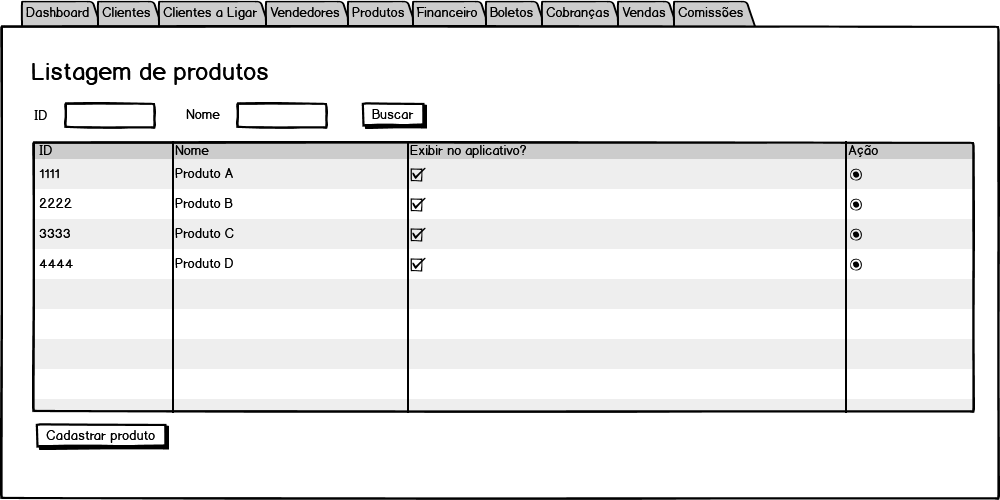 Dashboard Clientes Clientes a Ligar Vendedores Produtos Financeiro Boletos Cobranças Vendas Comissões
Listagem de produtos
ID Nome Buscar
ID Nome Exibir no aplicativo? Ação
1111 Produto A
2222 Produto B
3333 Produto C
4444 Produto D
Cadastrar produto